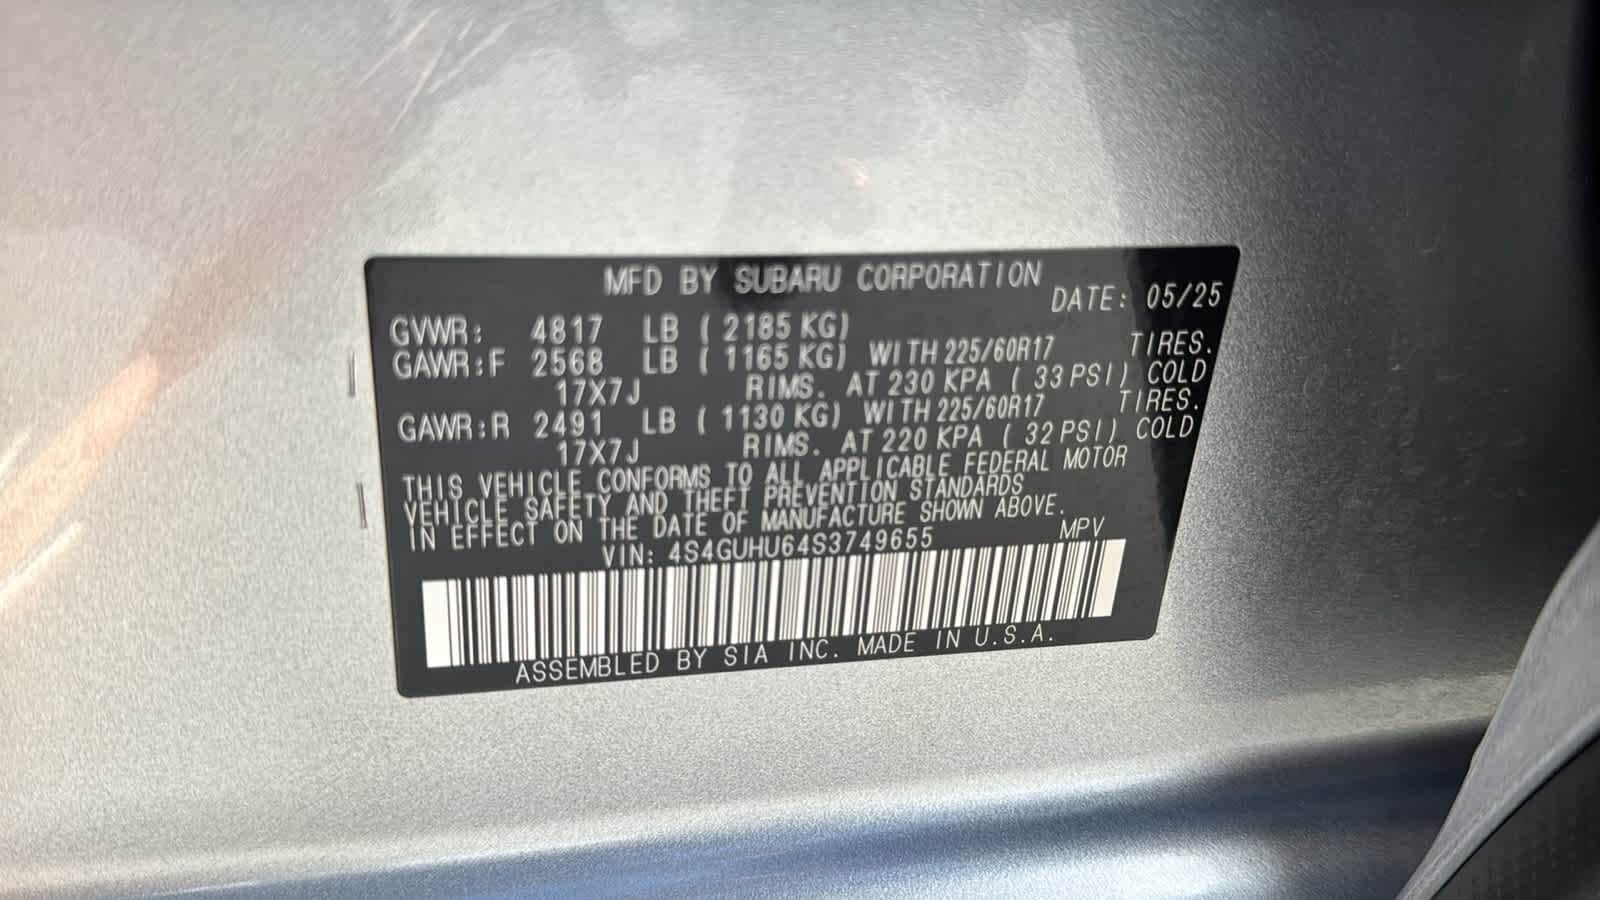 MFD BY SUBARU CORPORATION
DATE: 05/25
GVWR: 4817 LB ( 2185 KG)
GAWR:F 2568 LB ( 1165 KG) WITH 225/60R17 TIRES.
17X7J RIMS. AT 230 KPA ( 33 PSI) COLD
GAWR:R 2491 LB ( 1130 KG) WITH 225/60R17 TIRES.
17X7J RIMS. AT 220 KPA ( 32 PSI) COLD
THIS VEHICLE CONFORMS TO ALL APPLICABLE FEDERAL MOTOR
VEHICLE SAFETY AND THEFT PREVENTION STANDARDS
IN EFFECT ON THE DATE OF MANUFACTURE SHOWN ABOVE.
VIN: 4S4GUHU64S3749655 MPV
ASSEMBLED BY SIA INC. MADE IN U.S.A.